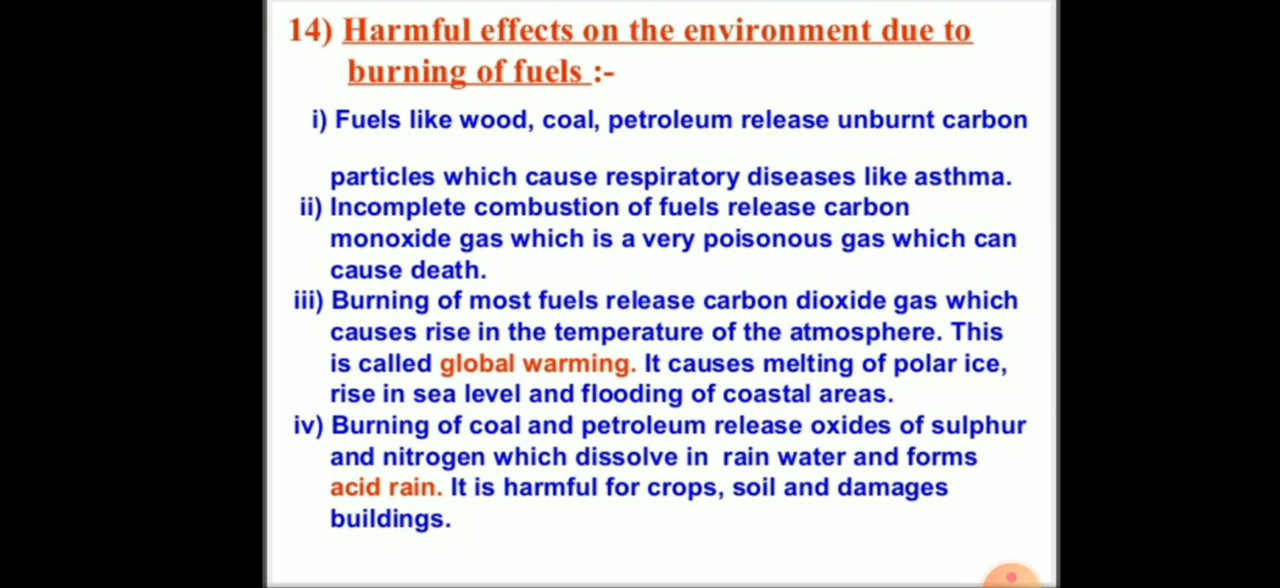 14) Harmful effects on the environment due to
burning of fuels :-
i) Fuels like wood, coal, petroleum release unburnt carbon
particles which cause respiratory diseases like asthma.
ii) Incomplete combustion of fuels release carbon
monoxide gas which is a very poisonous gas which can
cause death.
iii) Burning of most fuels release carbon dioxide gas which
causes rise in the temperature of the atmosphere. This
is called global warming. It causes melting of polar ice,
rise in sea level and flooding of coastal areas.
iv) Burning of coal and petroleum release oxides of sulphur
and nitrogen which dissolve in  rain water and forms
acid rain. It is harmful for crops, soil and damages
buildings.